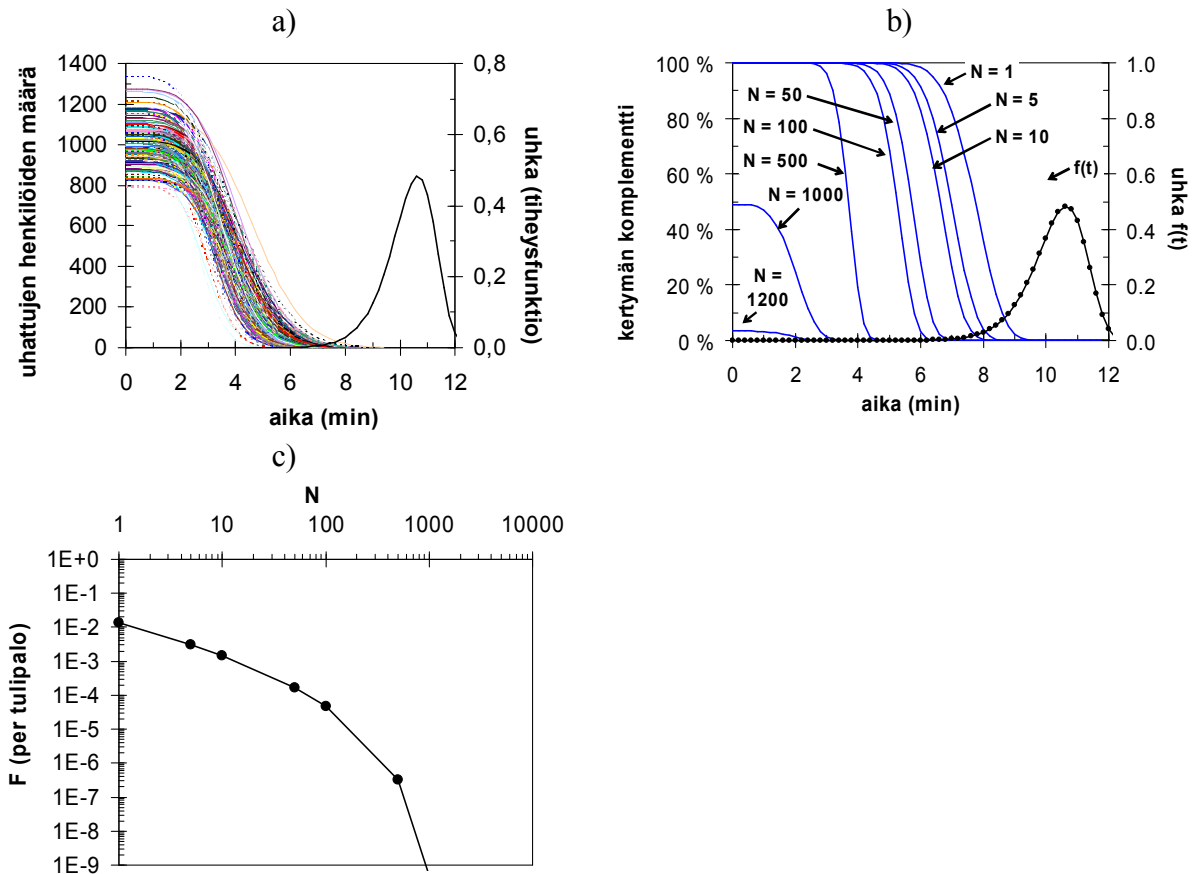 a)
uhattujen henkilöiden määrä
1400
1200
1000
800
600
400
200
0
0,8
0,6
0,4
0,2
0,0
uhka (tiheysfunktio)
0 2 4 6 8 10 12
aika (min)
b)
kertymän komplementti
100 %
80 %
60 %
40 %
20 %
0 %
N = 1
N = 50
N = 5
N = 100
N = 10
N = 500
f(t)
N = 1000
N =
1200
1.0
0.8
0.6
0.4
0.2
0.0
uhka f(t)
0 2 4 6 8 10 12
aika (min)
c)
N
1 10 100 1000 10000
F (per tulipalo)
1E+0
1E-1
1E-2
1E-3
1E-4
1E-5
1E-6
1E-7
1E-8
1E-9